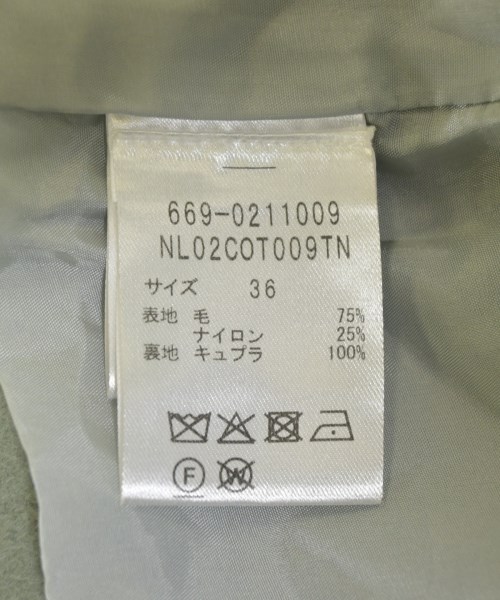 669-0211009
NL02COT009TN
サイズ 36
表地 毛 75%
ナイロン 25%
裏地 キュプラ 100%
F W